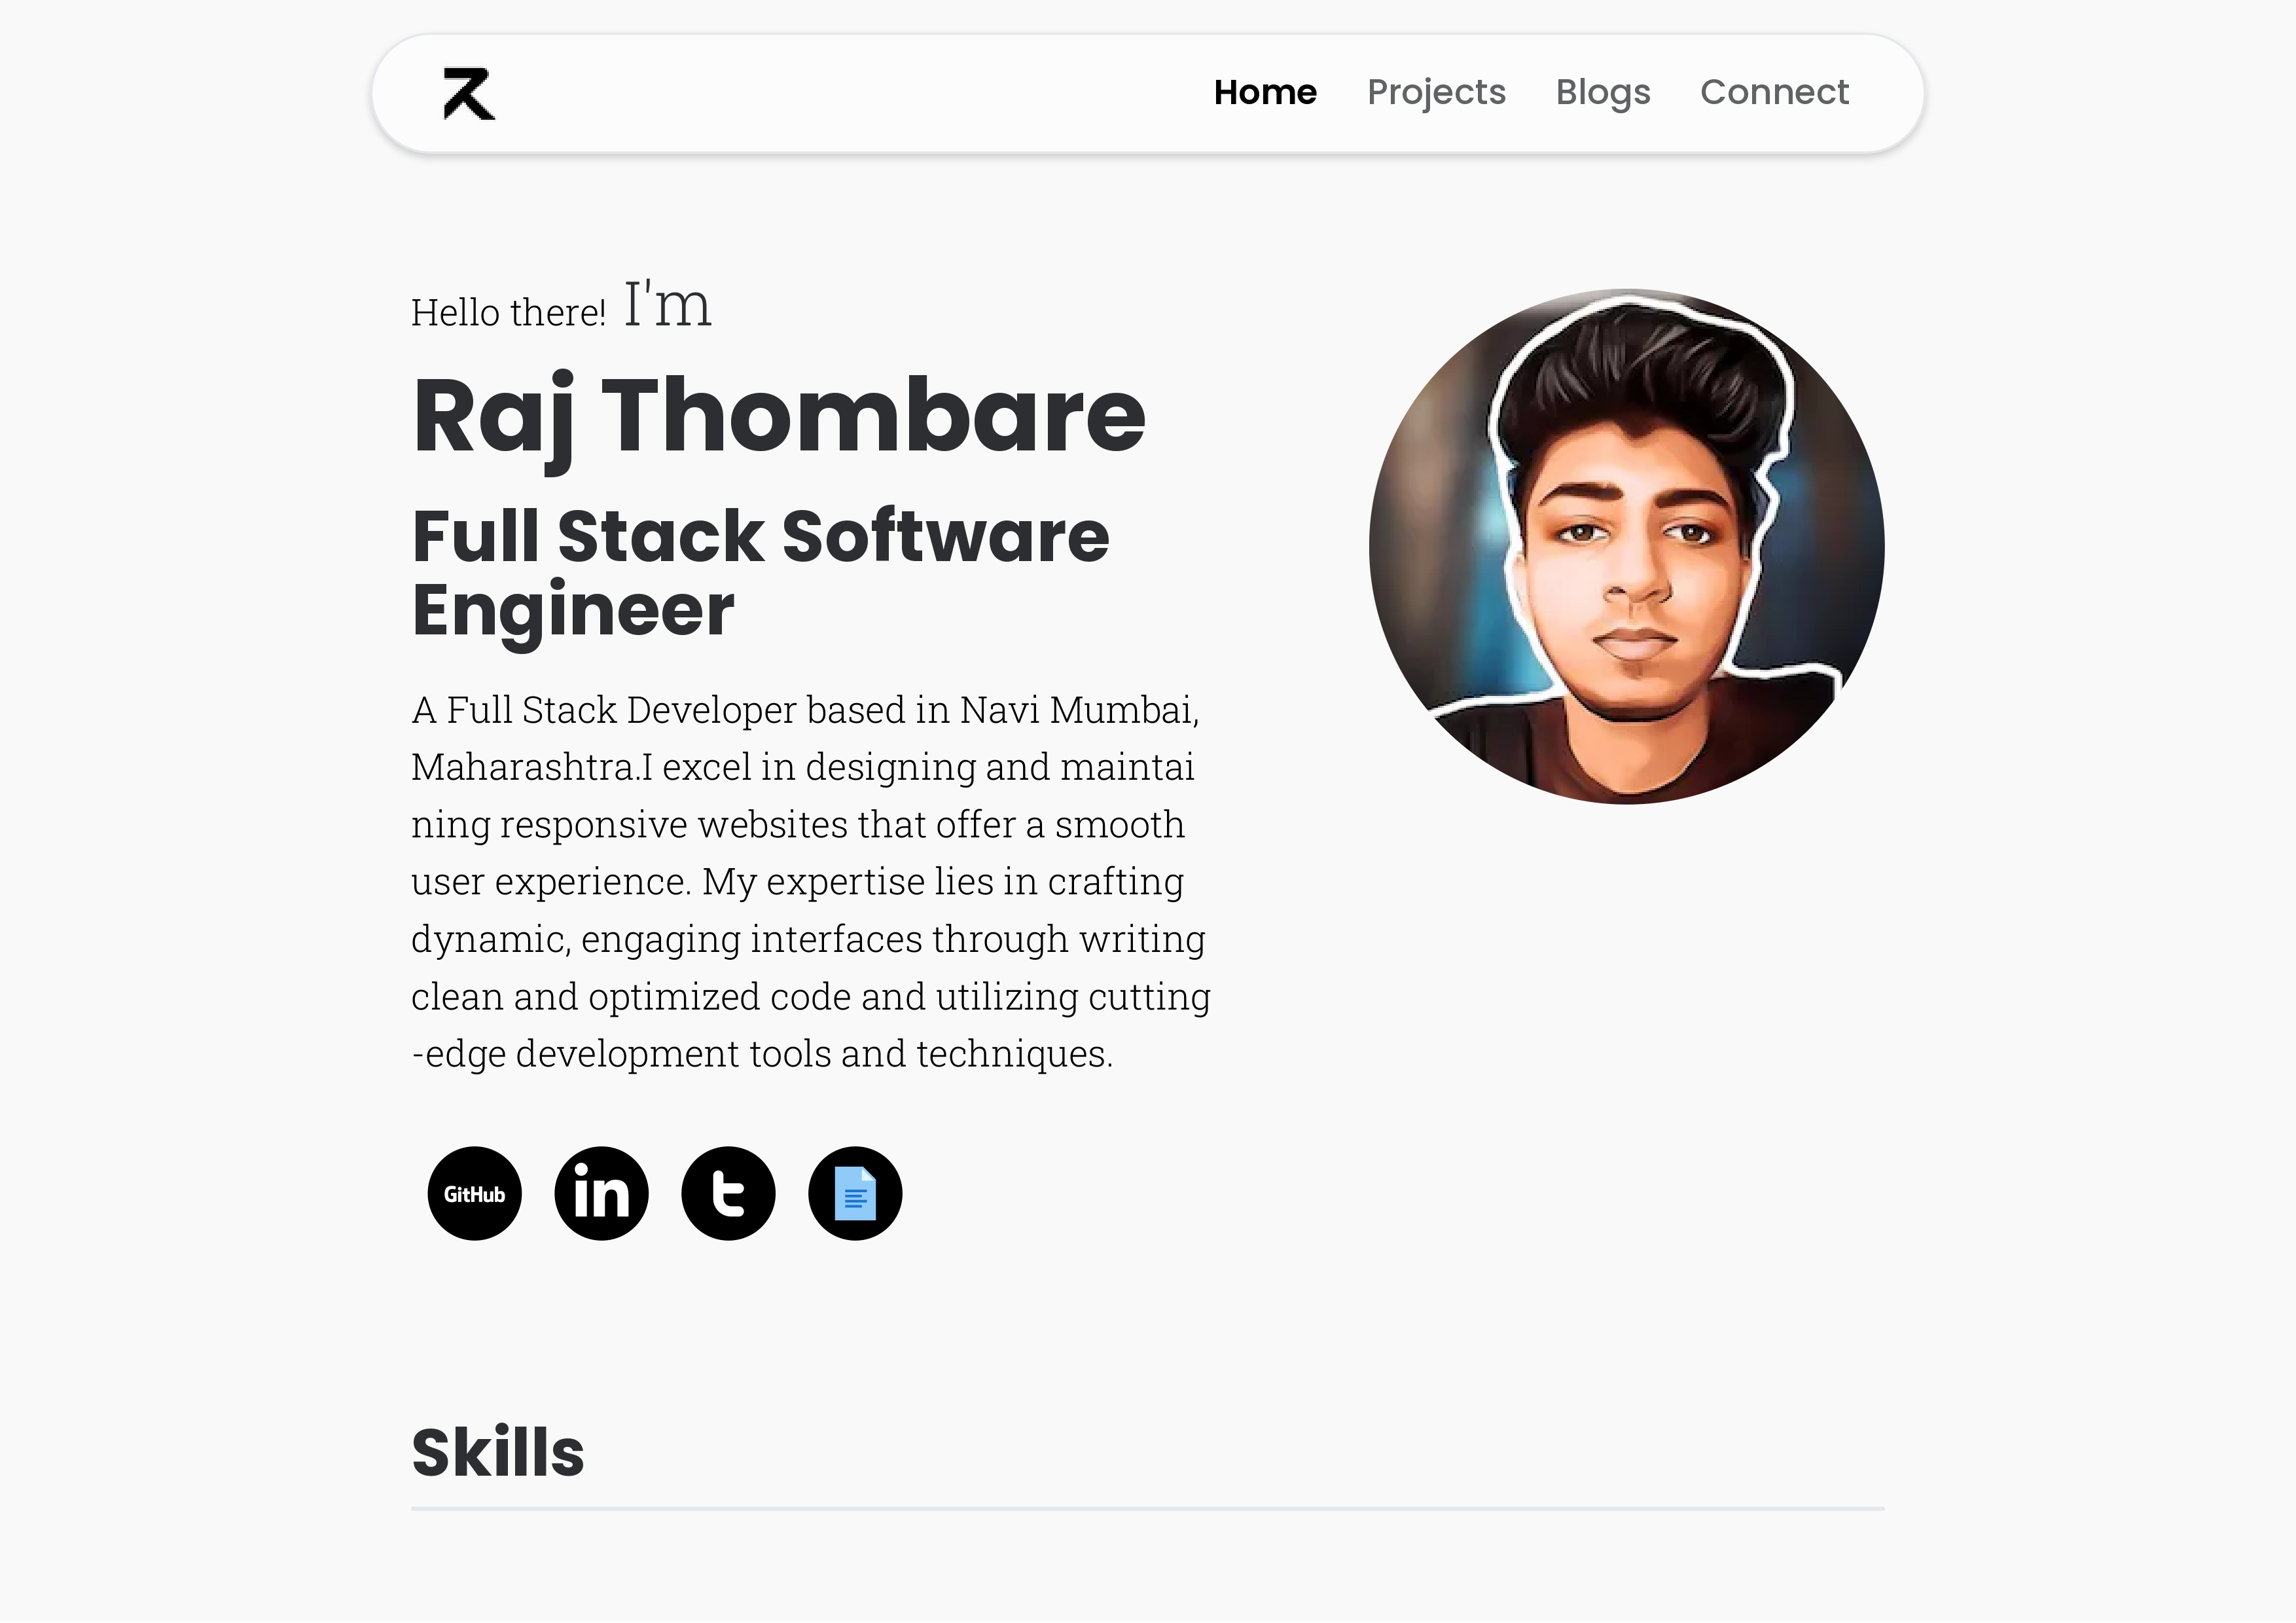 Home Projects Blogs Connect
Hello there! I'm
Raj Thombare
Full Stack Software
Engineer
A Full Stack Developer based in Navi Mumbai,
Maharashtra.I excel in designing and maintai
ning responsive websites that offer a smooth
user experience. My expertise lies in crafting
dynamic, engaging interfaces through writing
clean and optimized code and utilizing cutting
-edge development tools and techniques.
GitHub in t
Skills